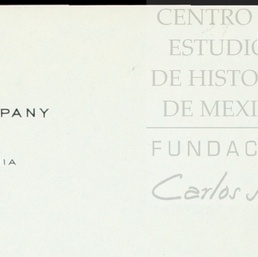 CENTRO
ESTUDIO
DE HISTO
DE MEXI
PANY
FUNDAC
IA
Carlos